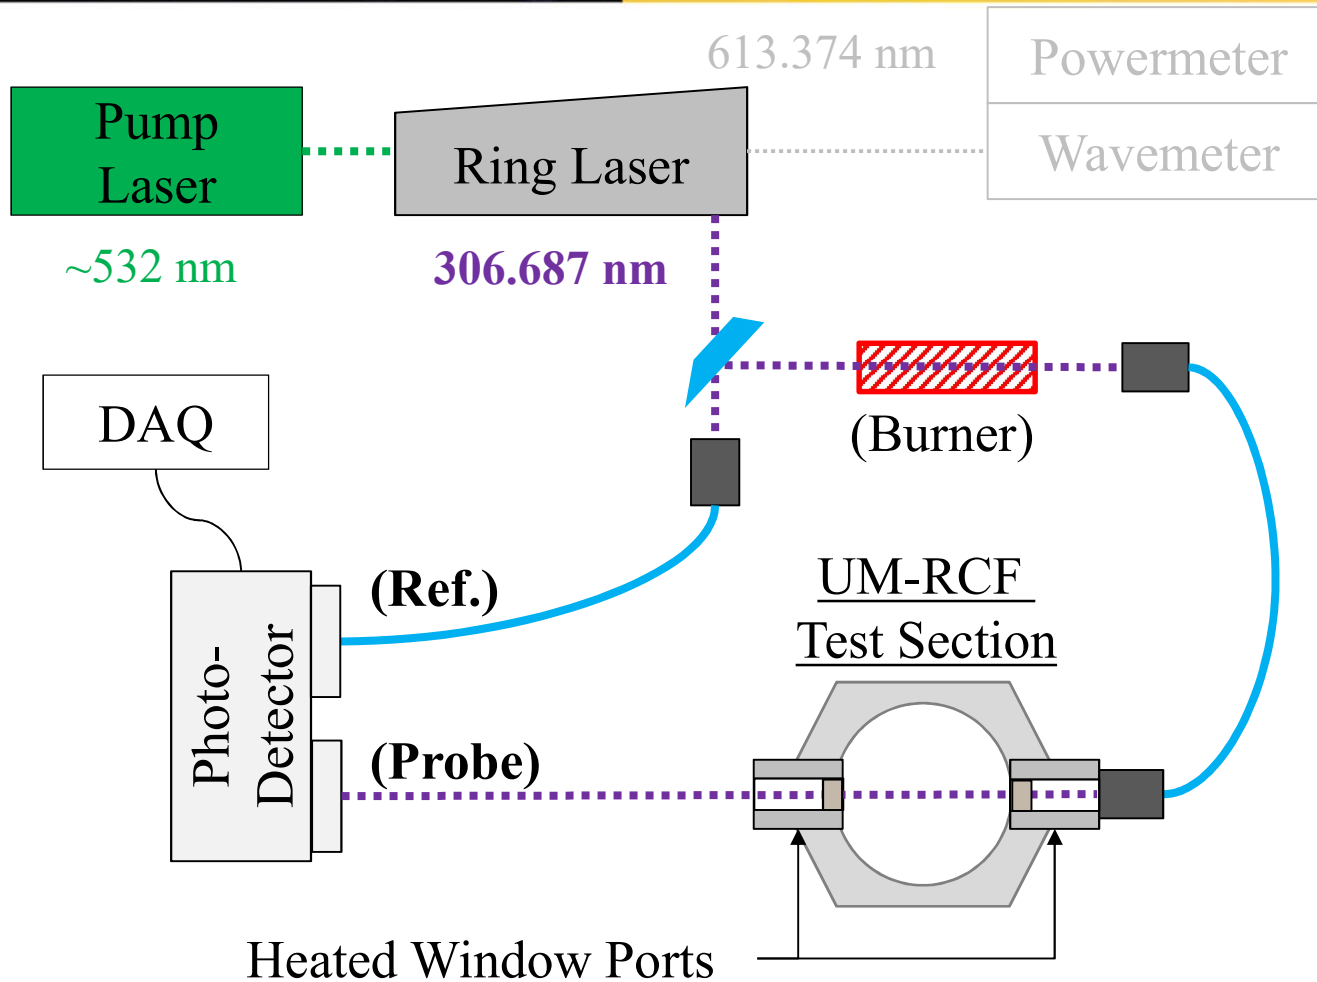 613.374 nm
Powermeter
Wavemeter
Pump
Laser
Ring Laser
~532 nm
306.687 nm
DAQ
(Burner)
(Ref.)
UM-RCF
Test Section
Photo-
Detector
(Probe)
Heated Window Ports